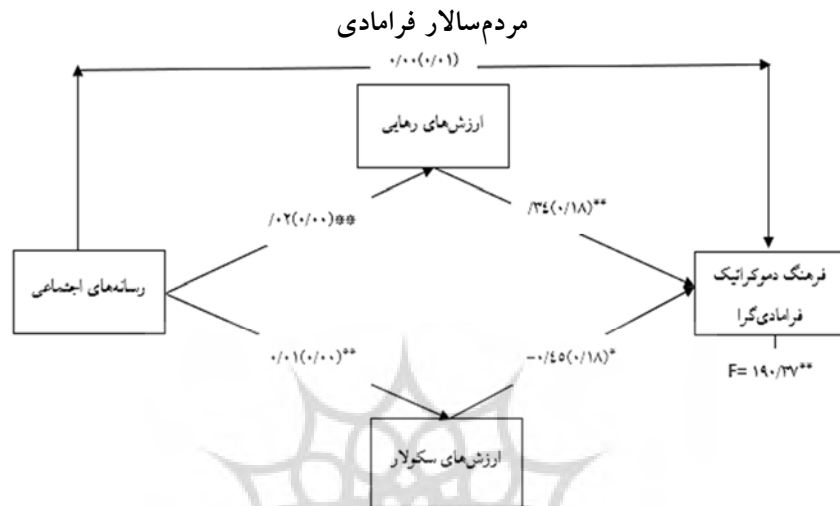 مردم‌سالار فرامادی
۰/۰۰(۰/۰۱)
ارزش‌های رهایی
/۰۲(۰/۰۰)**
/۳٤(۰/۱۸)**
رسانه‌های اجتماعی
فرهنگ دموکراتیک
فرامادی‌گرا
۰/۰۱(۰/۰۰)**
-۰/٤٥(۰/۱۸)*
F= ۱۹۰/۳۷**
ارزش‌های سکولار